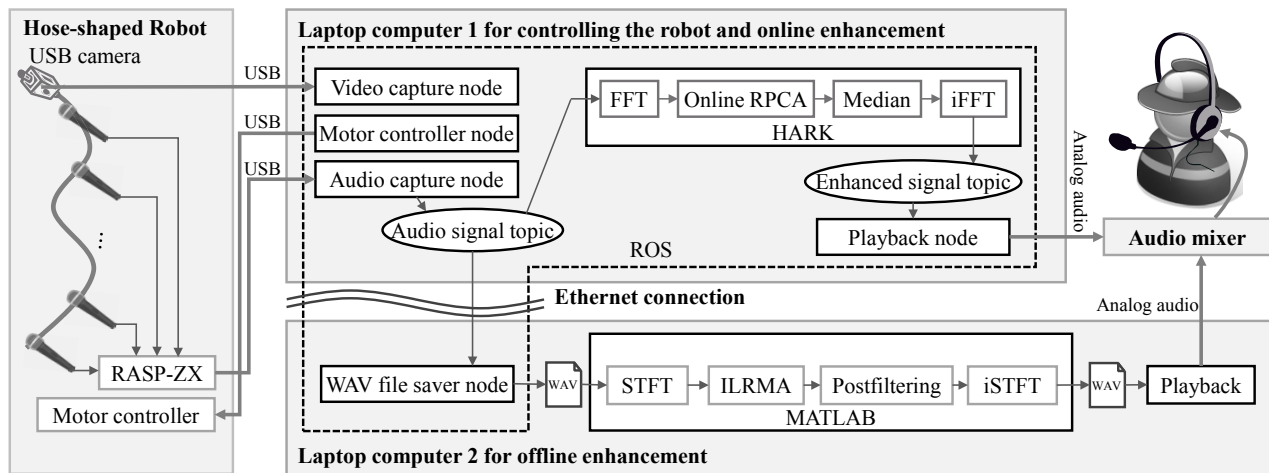 Hose-shaped Robot
USB camera
...
RASP-ZX
Motor controller
USB
USB
USB
Laptop computer 1 for controlling the robot and online enhancement
Video capture node
Motor controller node
Audio capture node
Audio signal topic
FFT
Online RPCA
Median
iFFT
HARK
Enhanced signal topic
Playback node
ROS
Analog audio
Audio mixer
Ethernet connection
Analog audio
WAV file saver node
WAV
STFT
ILRMA
Postfiltering
iSTFT
MATLAB
WAV
Playback
Laptop computer 2 for offline enhancement